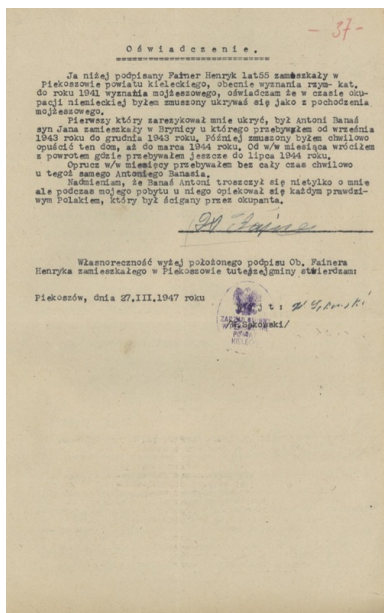 - 37 -
Oświadczenie.
Ja niżej podpisany Fainer Henryk lat55 zamieszkały w
Piekoszowie powiatu kieleckiego, obecnie wyznania rzym- kat.
do roku 1941 wyznania mojżeszowego, oświadczam że w czasie oku-
pacji niemieckiej byłem zmuszony ukrywać się jako z pochodzenia
mojżeszowego.
Pierwszy który zaryzykował mnie ukryć, był Antoni Banaś
syn Jana zamieszkały w Brynicy u którego przebywałem od września
1943 roku do grudnia 1943 roku. Później zmuszony byłem chwilowo
opuścić ten dom, aż do marca 1944 roku. Od w/w miesiąca wróciłem
z powrotem gdzie przebywałem jeszcze do lipca 1944 roku.
Oprucz w/w miesięcy przebywałem bez cały czas chwilowo
u tegoż samego Antoniego Banasia.
Nadmieniam, że Banaś Antoni troszczył się nietylko o mnie
ale podczas mojego pobytu u niego opiekował się każdym prawdzi-
wym Polakiem, który był ścigany przez okupanta.
Własnoręczność wyżej położonego podpisu Ob. Fainera
Henryka zamieszkałego w Piekoszowie tutejzejgminy stwierdzam:
Piekoszów, dnia 27.III.1947 roku